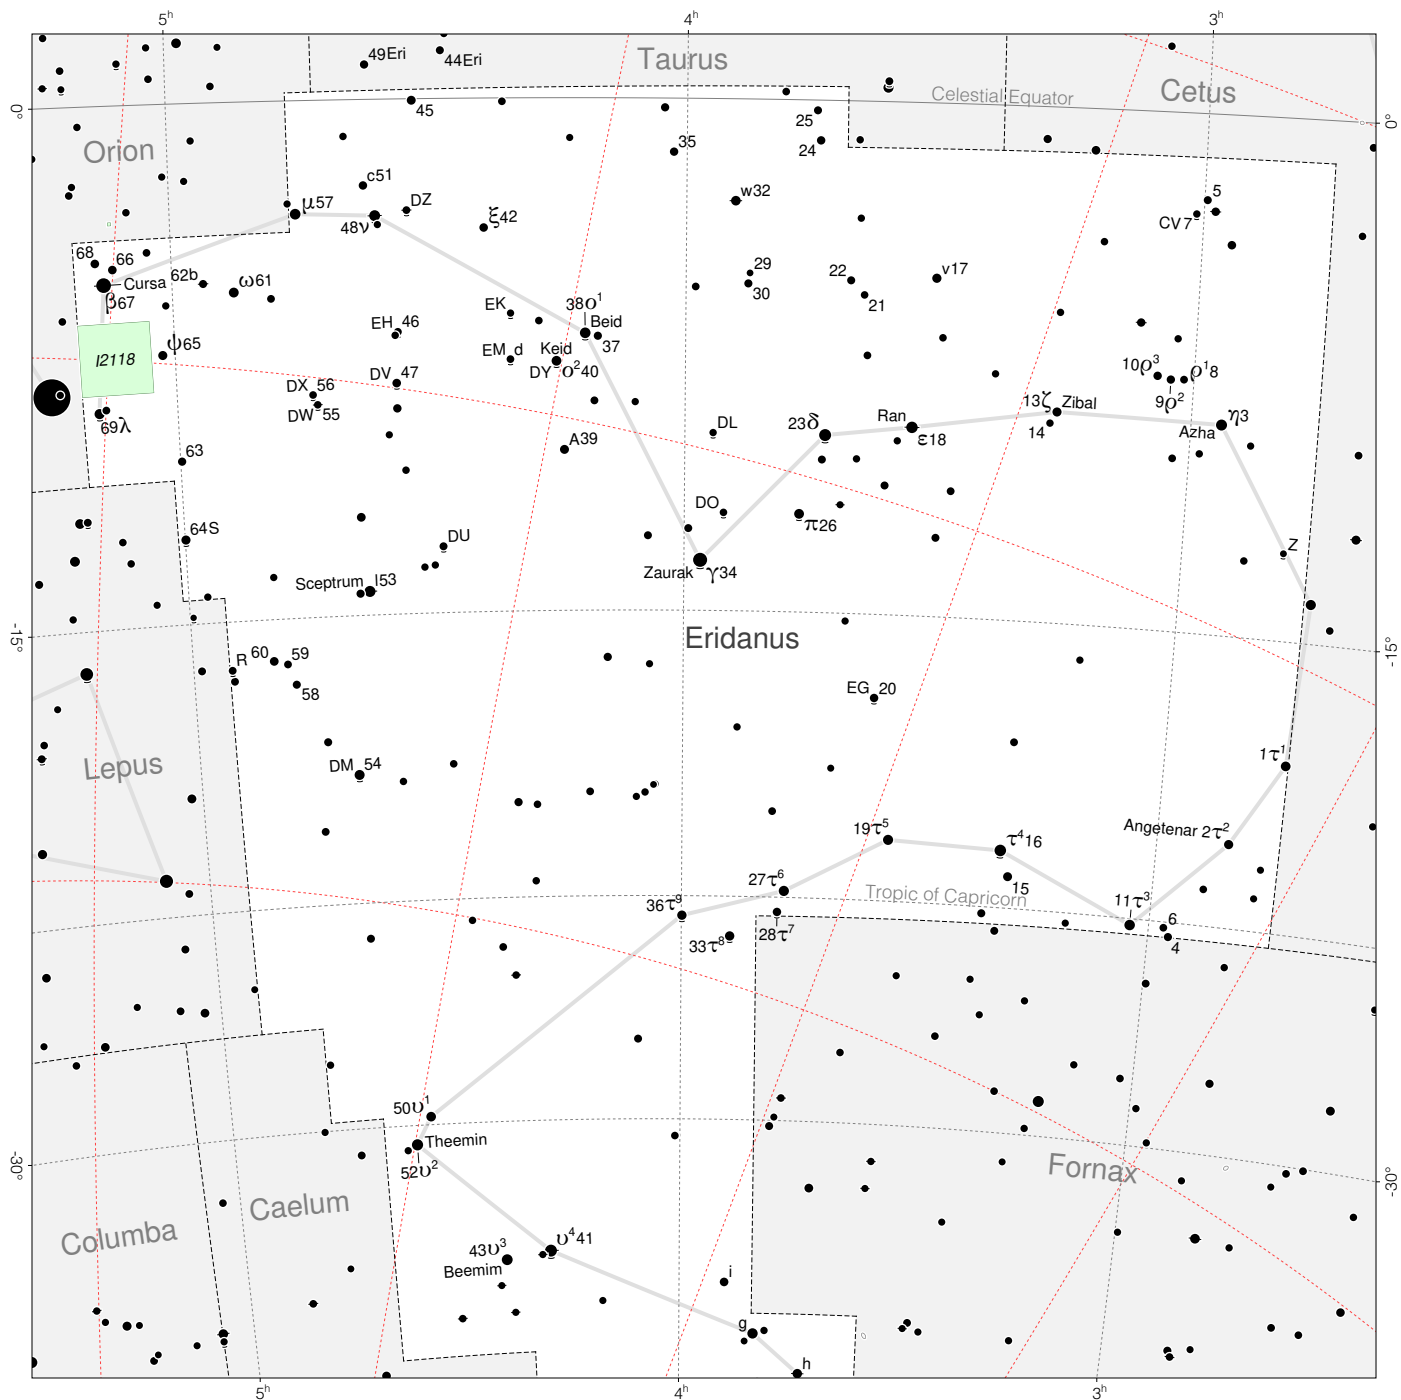 5h
4h
3h
49Eri
44Eri
Taurus
Cetus
Celestial Equator
0°
0°
45
25
24
35
Orion
c51
DZ
μ57
48ν
ξ42
w32
5
CV 7
68
66
Cursa
62b
ω61
β67
29
30
22
21
v17
EK
38ο1
Beid
37
EH 46
I2118
ψ65
EM d
Keid
DY ο240
10ρ3
ρ18
9ρ2
DX 56
DW 55
DV 47
69λ
DL
23δ
Ran
ε18
13ζ Zibal
14
η3
Azha
A39
63
DO
π26
64S
DU
Z
Sceptrum l53
Zaurak γ34
-15°
-15°
Eridanus
R
60
59
58
EG 20
Lepus
DM 54
1τ1
19τ5
τ416
Angetenar 2τ2
27τ6
15
Tropic of Capricorn
11τ3
36τ9
33τ8
28τ7
6
4
50υ1
Theemin
52υ2
-30°
-30°
Fornax
Caelum
Columba
43υ3
Beemim
υ441
i
g
h
5h
4h
3h